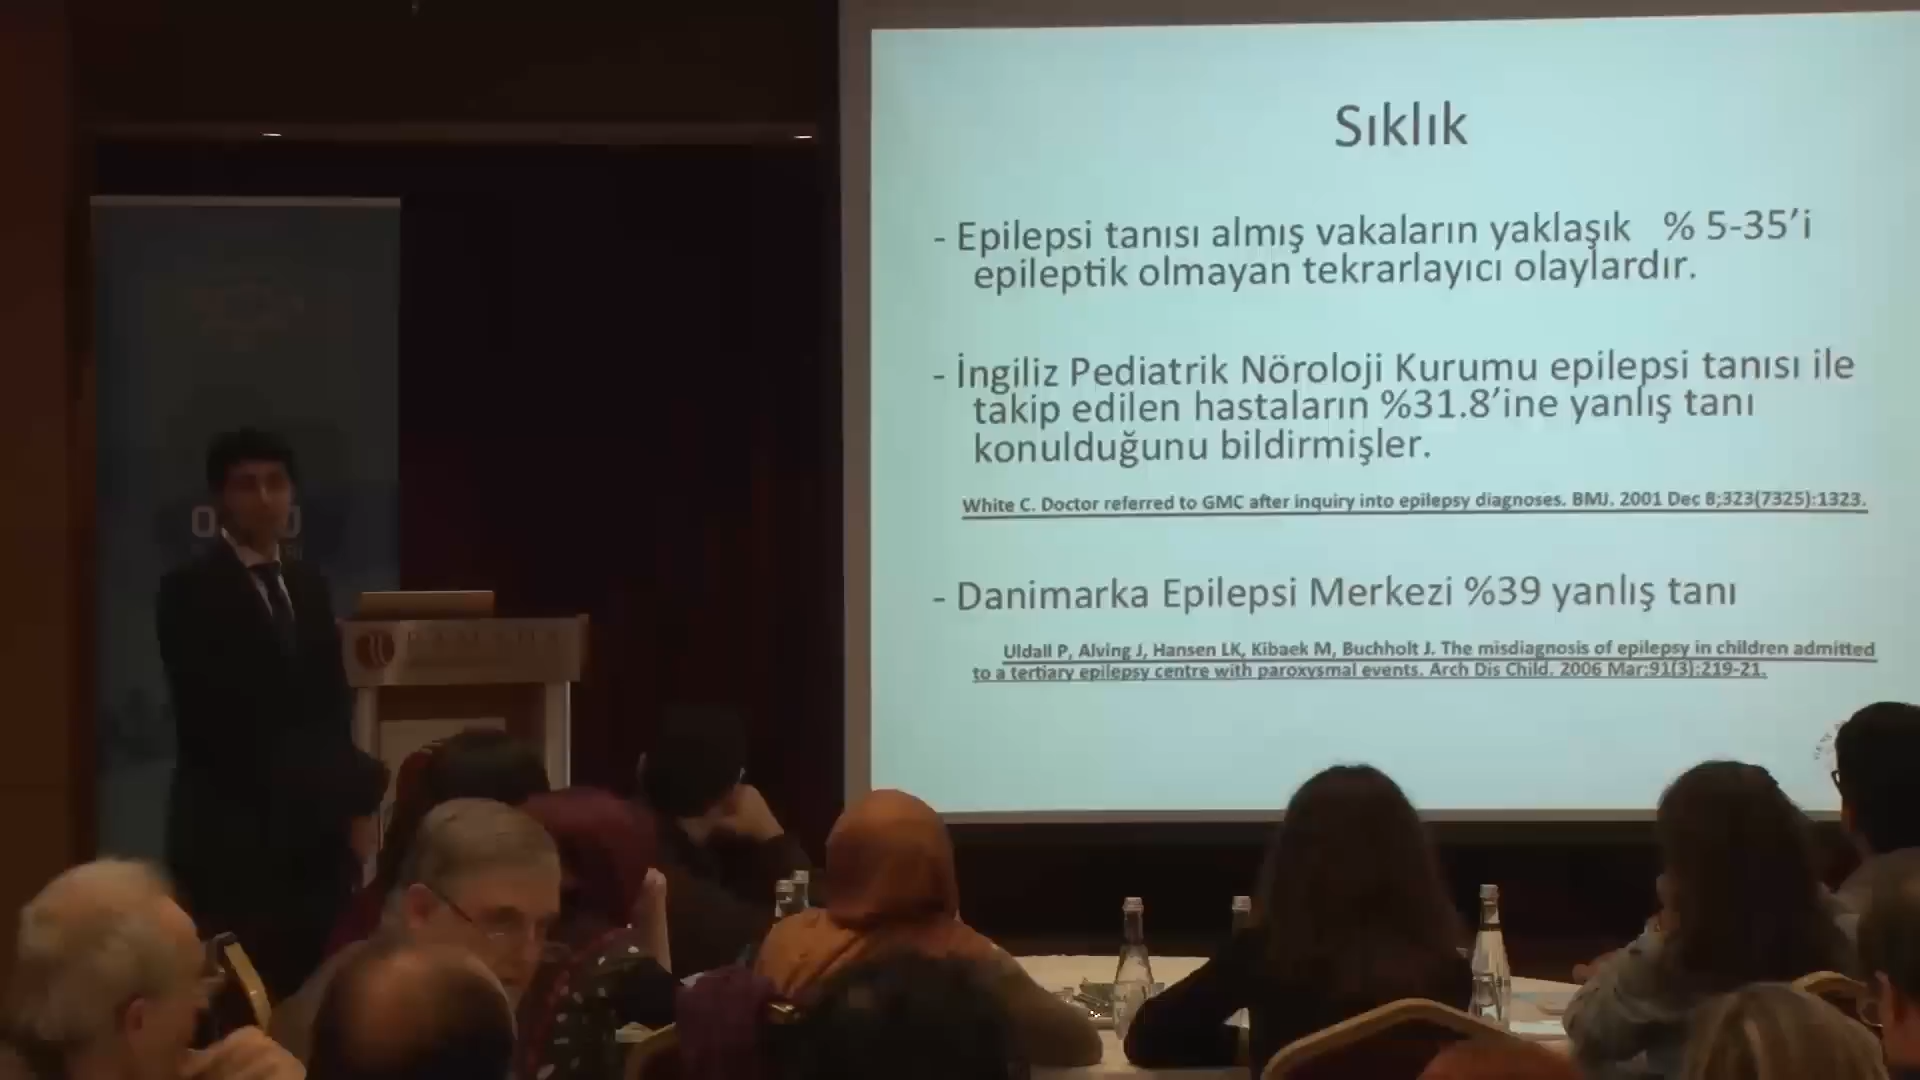 Sıklık
- Epilepsi tanısı almış vakaların yaklaşık % 5-35’i
epileptik olmayan tekrarlayıcı olaylardır.
- İngiliz Pediatrik Nöroloji Kurumu epilepsi tanısı ile
takip edilen hastaların %31.8’ine yanlış tanı
konulduğunu bildirmişler.
White C. Doctor referred to GMC after inquiry into epilepsy diagnoses. BMJ. 2001 Dec 8;323(7325):1323.
- Danimarka Epilepsi Merkezi %39 yanlış tanı
Uldall P, Alving J, Hansen LK, Kibaek M, Buchholt J. The misdiagnosis of epilepsy in children admitted
to a tertiary epilepsy centre with paroxysmal events. Arch Dis Child. 2006 Mar;91(3):219-21.